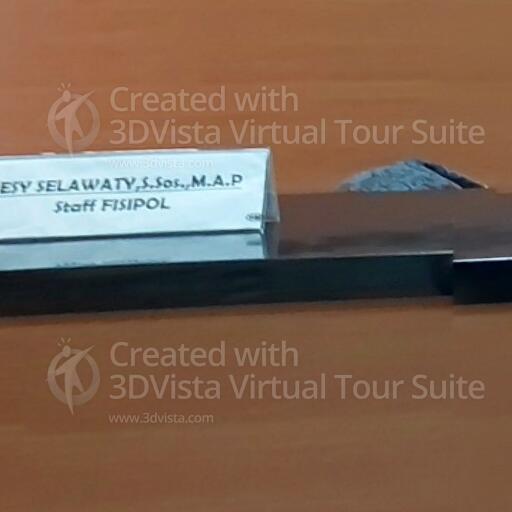 Created with
3DVista Virtual Tour Suite
www.3dvista.com
ESY SELAWATY,S.Sos.,M.A.P
Staff FISIPOL
Created with
3DVista Virtual Tour Suite
www.3dvista.com